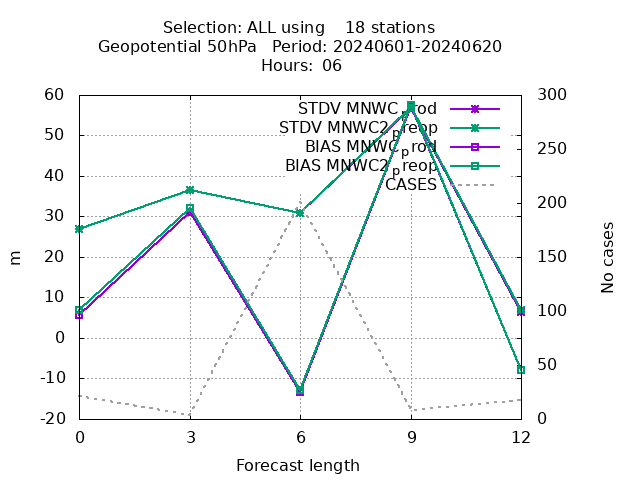 Selection: ALL using 18 stations
Geopotential 50hPa Period: 20240601-20240620
Hours: 06
60
50
40
30
20
10
0
-10
-20
300
250
200
150
100
50
0
STDV MNWC_prod
STDV MNWC2_preop
BIAS MNWC_prod
BIAS MNWC2_preop
CASES
m
No cases
0 3 6 9 12
Forecast length